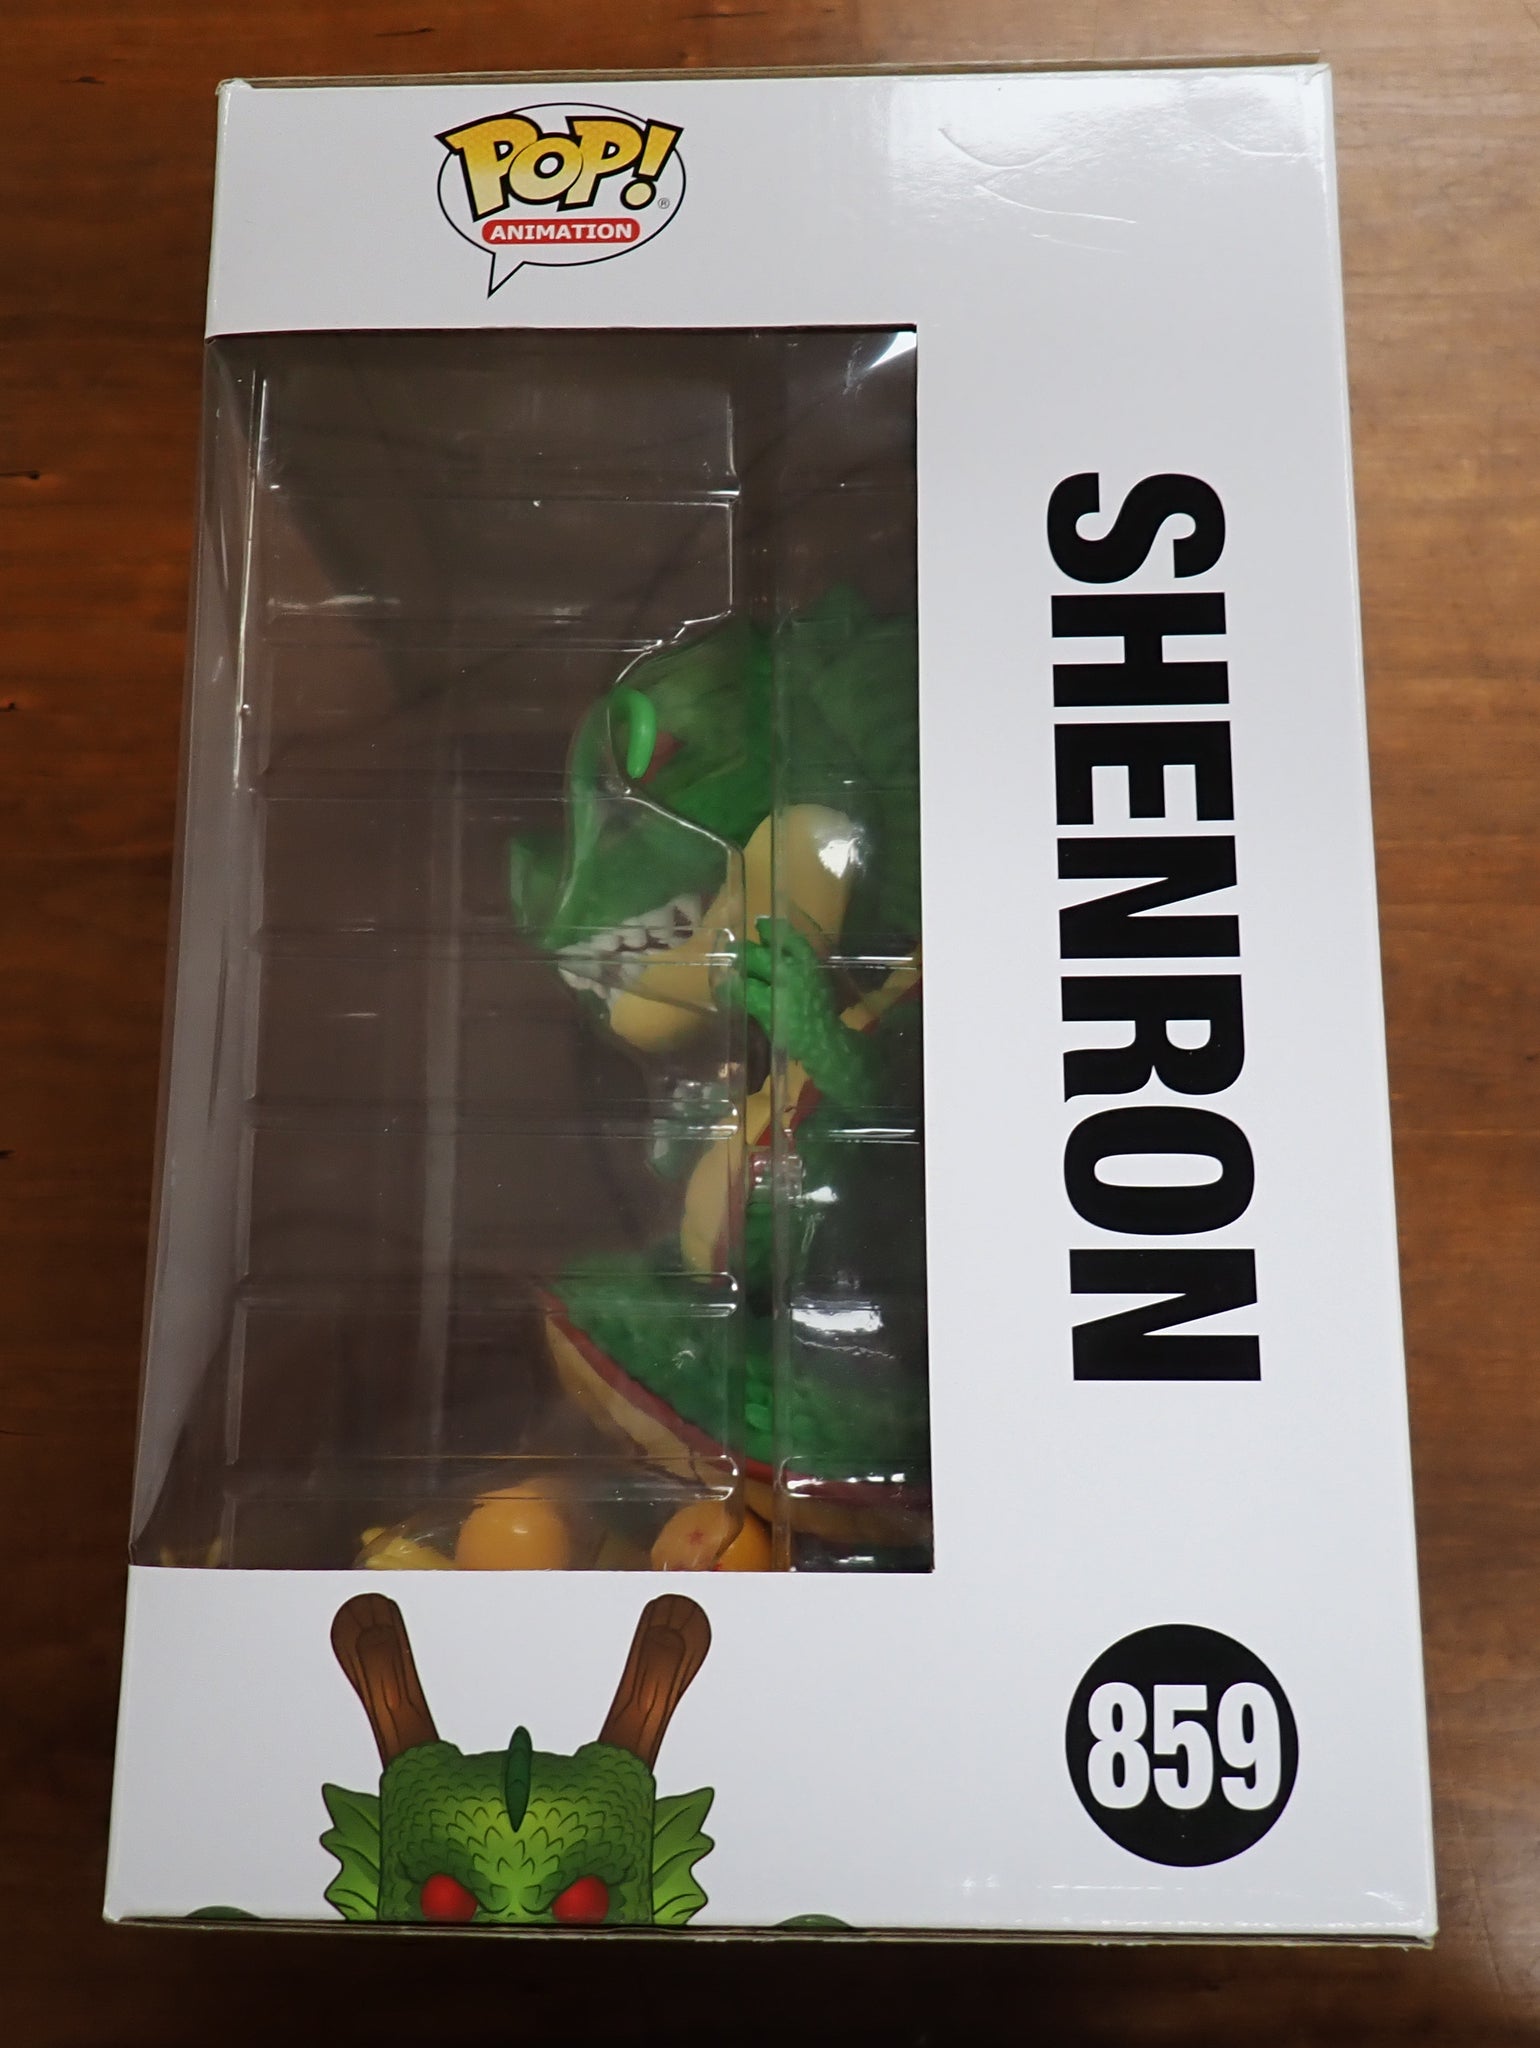 POP! ®
ANIMATION
SHENRON
859